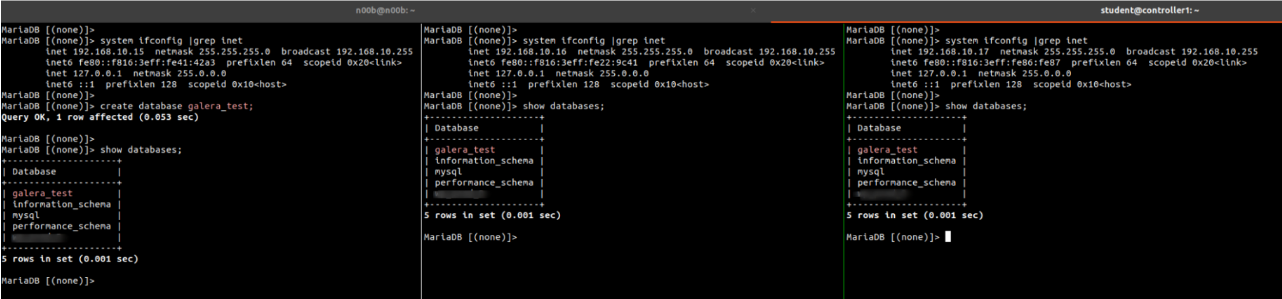 n00b@n00b: ~
student@controller1: ~
MariaDB [(none)]>
MariaDB [(none)]> system ifconfig |grep inet
inet 192.168.10.15  netmask 255.255.255.0  broadcast 192.168.10.255
inet6 fe80::f816:3eff:fe41:42a3  prefixlen 64  scopeid 0x20<link>
inet 127.0.0.1  netmask 255.0.0.0
inet6 ::1  prefixlen 128  scopeid 0x10<host>
MariaDB [(none)]>
MariaDB [(none)]> create database galera_test;
Query OK, 1 row affected (0.053 sec)
MariaDB [(none)]>
MariaDB [(none)]> show databases;
+--------------------+
| Database           |
+--------------------+
| galera_test        |
| information_schema |
| mysql              |
| performance_schema |
+--------------------+
5 rows in set (0.001 sec)
MariaDB [(none)]>
MariaDB [(none)]>
MariaDB [(none)]> system ifconfig |grep inet
inet 192.168.10.16  netmask 255.255.255.0  broadcast 192.168.10.255
inet6 fe80::f816:3eff:fe22:9c41  prefixlen 64  scopeid 0x20<link>
inet 127.0.0.1  netmask 255.0.0.0
inet6 ::1  prefixlen 128  scopeid 0x10<host>
MariaDB [(none)]>
MariaDB [(none)]> show databases;
+--------------------+
| Database           |
+--------------------+
| galera_test        |
| information_schema |
| mysql              |
| performance_schema |
+--------------------+
5 rows in set (0.001 sec)
MariaDB [(none)]>
MariaDB [(none)]>
MariaDB [(none)]> system ifconfig |grep inet
inet 192.168.10.17  netmask 255.255.255.0  broadcast 192.168.10.255
inet6 fe80::f816:3eff:fe86:fe87  prefixlen 64  scopeid 0x20<link>
inet 127.0.0.1  netmask 255.0.0.0
inet6 ::1  prefixlen 128  scopeid 0x10<host>
MariaDB [(none)]>
MariaDB [(none)]> show databases;
+--------------------+
| Database           |
+--------------------+
| galera_test        |
| information_schema |
| mysql              |
| performance_schema |
+--------------------+
5 rows in set (0.001 sec)
MariaDB [(none)]>